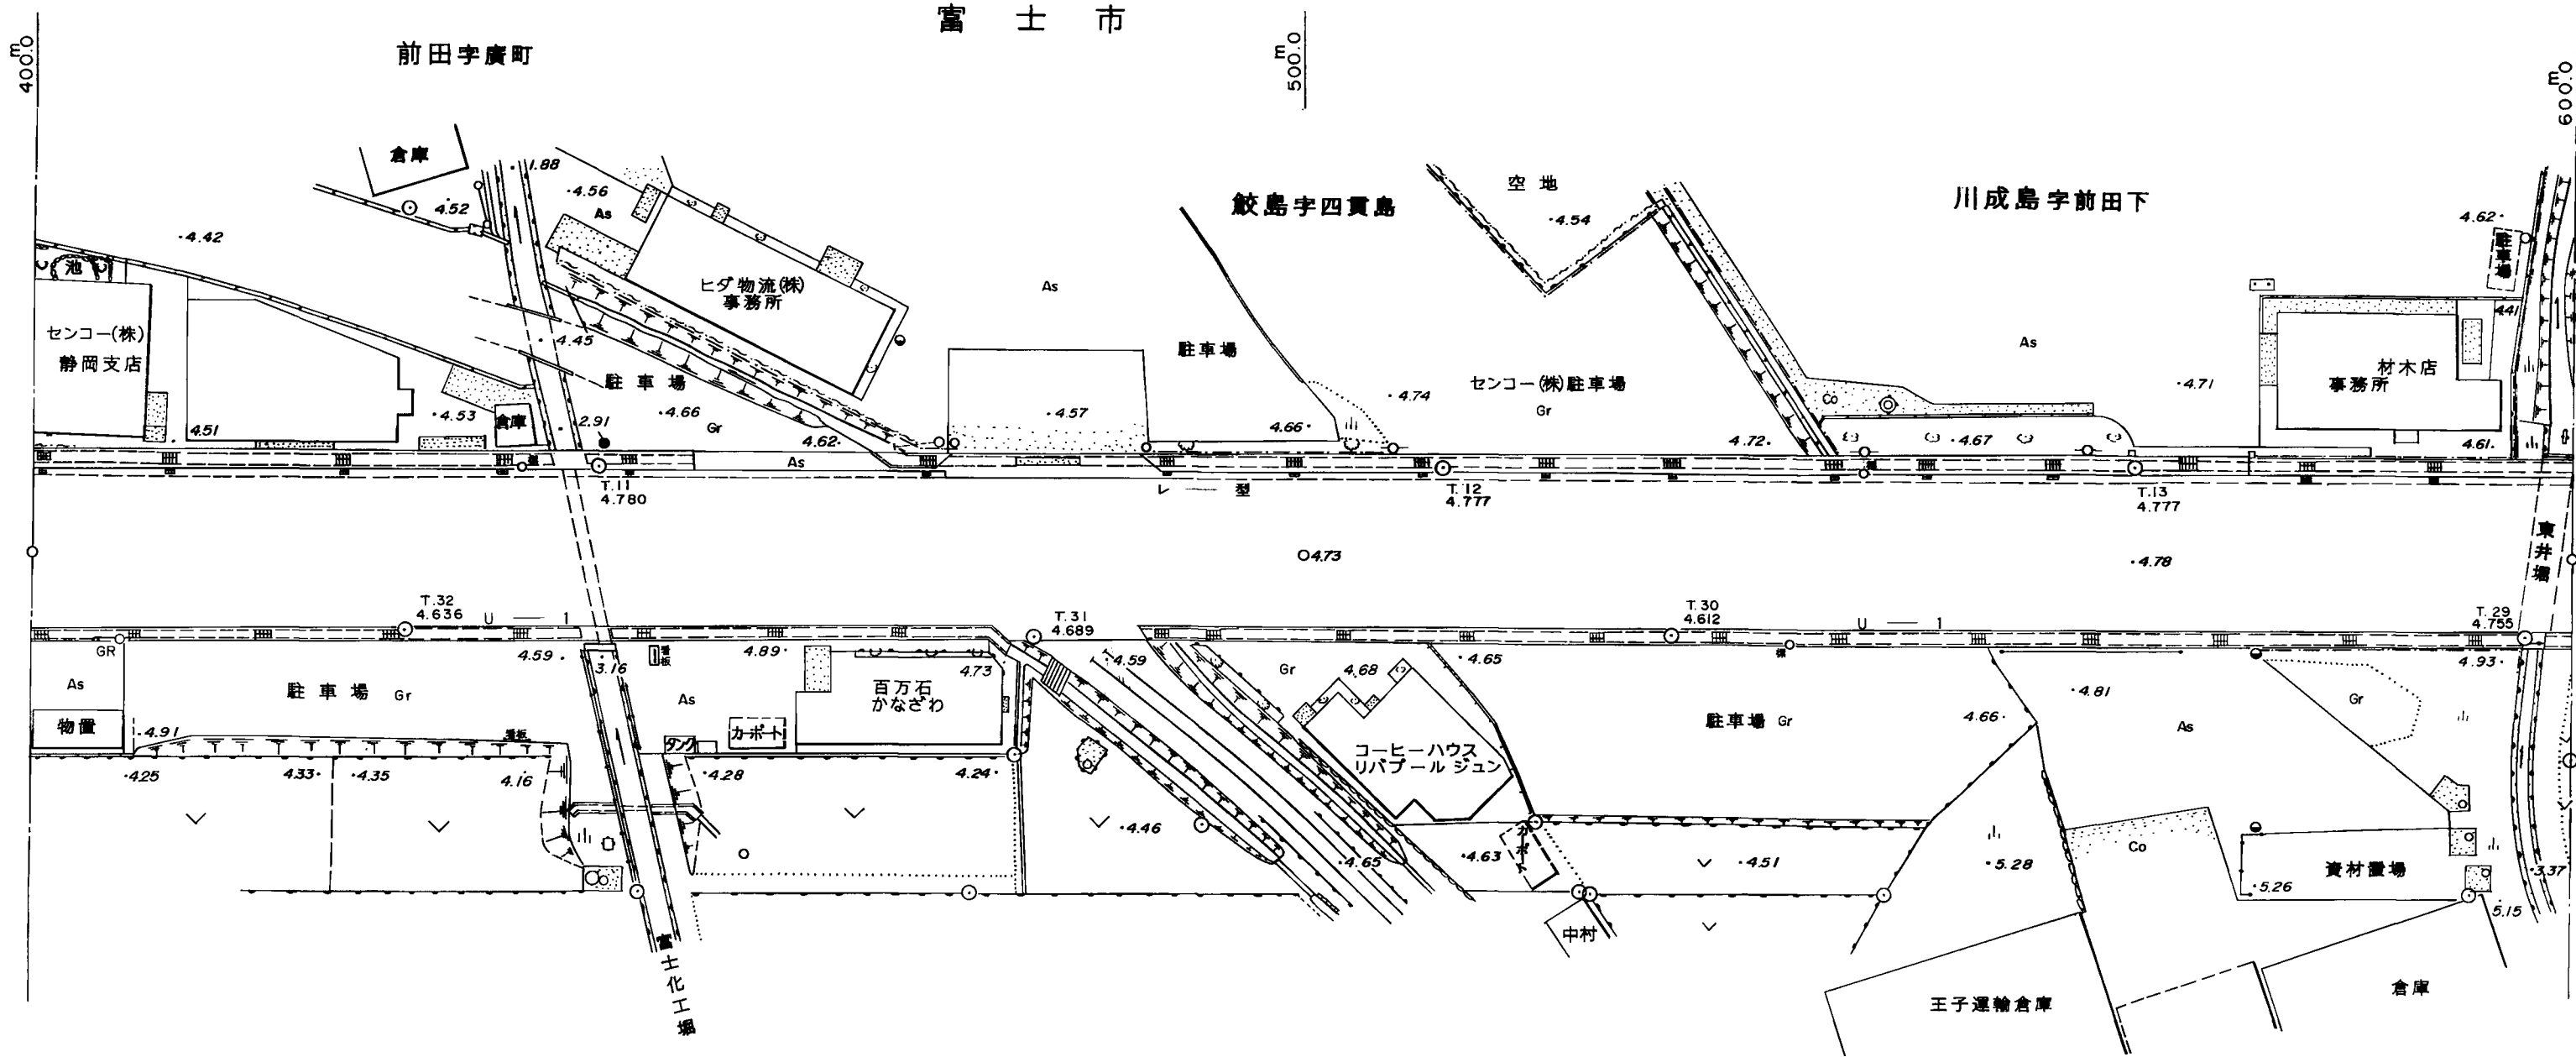 富士市
400.0 m
500.0 m
600.0 m
前田字廣町
鮫島字四貫島
川成島字前田下
倉庫
1.88
4.56
As
4.52
4.42
池
センコー(株)
静岡支店
4.51
4.53
倉庫
4.45
2.91
駐車場
4.66
Gr
4.62
As
ヒダ物流(株)
事務所
As
4.57
駐車場
4.66
空地
4.54
4.74
センコー(株)駐車場
Gr
4.72
Co
4.67
As
4.71
材木店
事務所
4.62
駐車場
4.41
4.61
T.11
4.780
レ型
T.12
4.777
T.13
4.777
4.73
4.78
東井堀
T.32
4.636
U 1
T.31
4.689
T.30
4.612
U 1
T.29
4.755
GR
As
物置
4.91
駐車場 Gr
看板
4.59
3.16
看板
4.89
As
タンク
カーポート
百万石
かなざわ
4.73
4.59
Gr
4.68
コーヒーハウス
リバプール ジュン
4.65
駐車場 Gr
4.66
4.81
As
Gr
4.93
4.25
4.33
4.35
4.16
4.28
4.24
4.46
4.65
4.63
4.51
5.28
Co
資材置場
5.26
3.37
5.15
中村
富士化工堀
王子運輸倉庫
倉庫